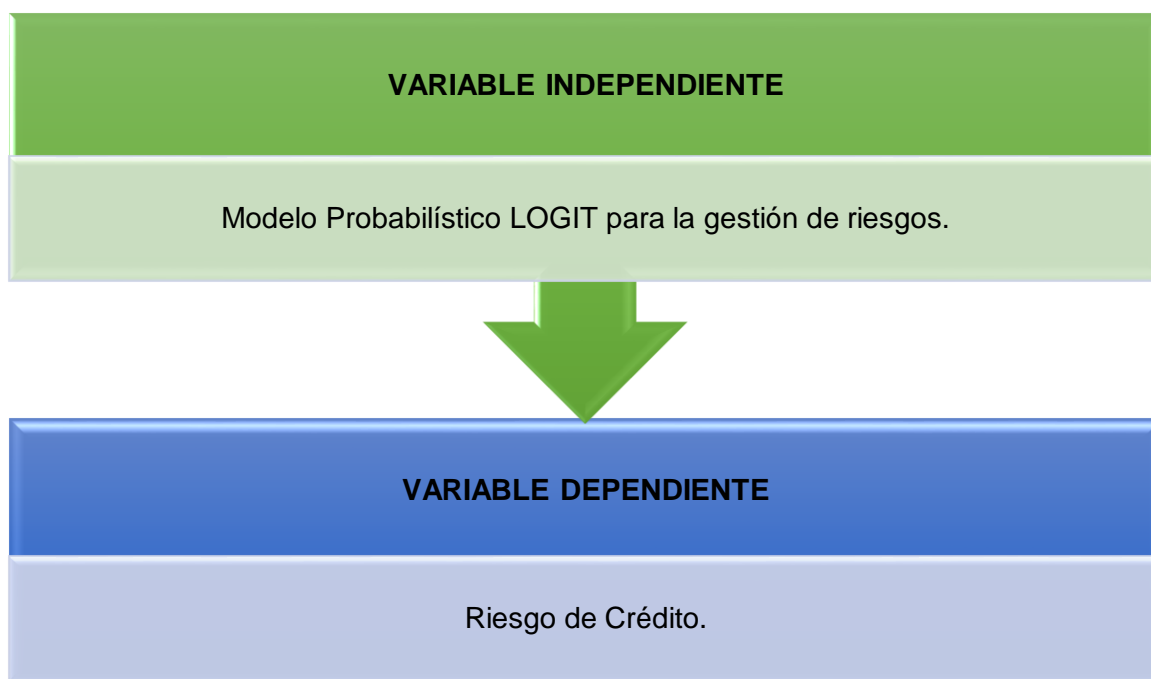 VARIABLE INDEPENDIENTE
Modelo Probabilístico LOGIT para la gestión de riesgos.
VARIABLE DEPENDIENTE
Riesgo de Crédito.